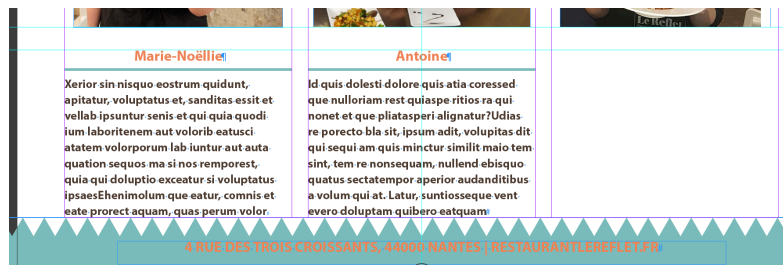 Le Reflet
Marie-Noëllie
Xerior sin nisquo eostrum quidunt,
apitatur, voluptatus et, sanditas essit et
vellab ipsuntur senis et qui quia quodi
ium laboritenem aut volorib eatusci
atatem volorporum lab iuntur aut auta
quation sequos ma si nos remporest,
quia qui doluptio exceatur si voluptatus
ipsaesEhenimolum que eatur, comnis et
eate prorect aquam, quas perum volor
Antoine
Id quis dolesti dolore quis atia coressed
que nulloriam rest quiaspe ritios ra qui
nonet et que pliatasperi alignatur?Udias
re porecto bla sit, ipsum adit, volupitas dit
qui sequi am quis minctur similit maio tem
sint, tem re nonsequam, nullend ebisquo
quatus sectatempor aperior audanditibus
a volum qui at. Latur, suntiosseque vent
evero doluptam quibero eatquam
4 RUE DES TROIS CROISSANTS, 44000 NANTES | RESTAURANTLEREFLET.FR